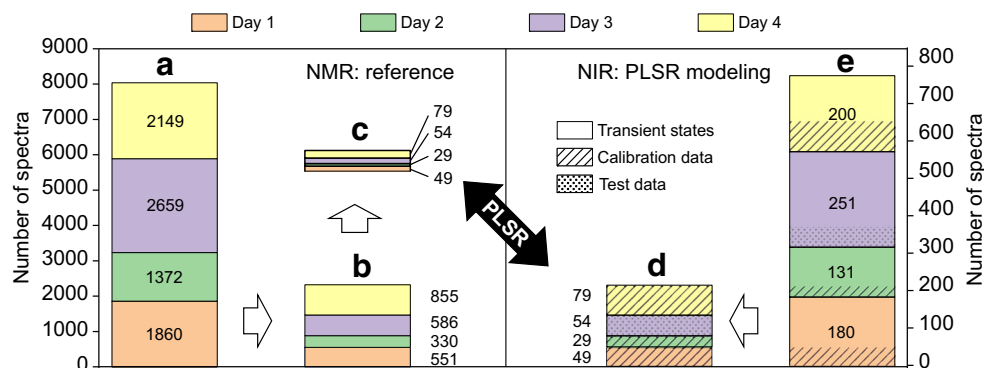 Day 1 Day 2 Day 3 Day 4
Number of spectra
9000
8000
7000
6000
5000
4000
3000
2000
1000
0
a
2149
2659
1372
1860
NMR: reference
c
79
54
29
49
b
855
586
330
551
PLSR
NIR: PLSR modeling
Transient states
Calibration data
Test data
d
79
54
29
49
e
200
251
131
180
800
700
600
500
400
300
200
100
0
Number of spectra